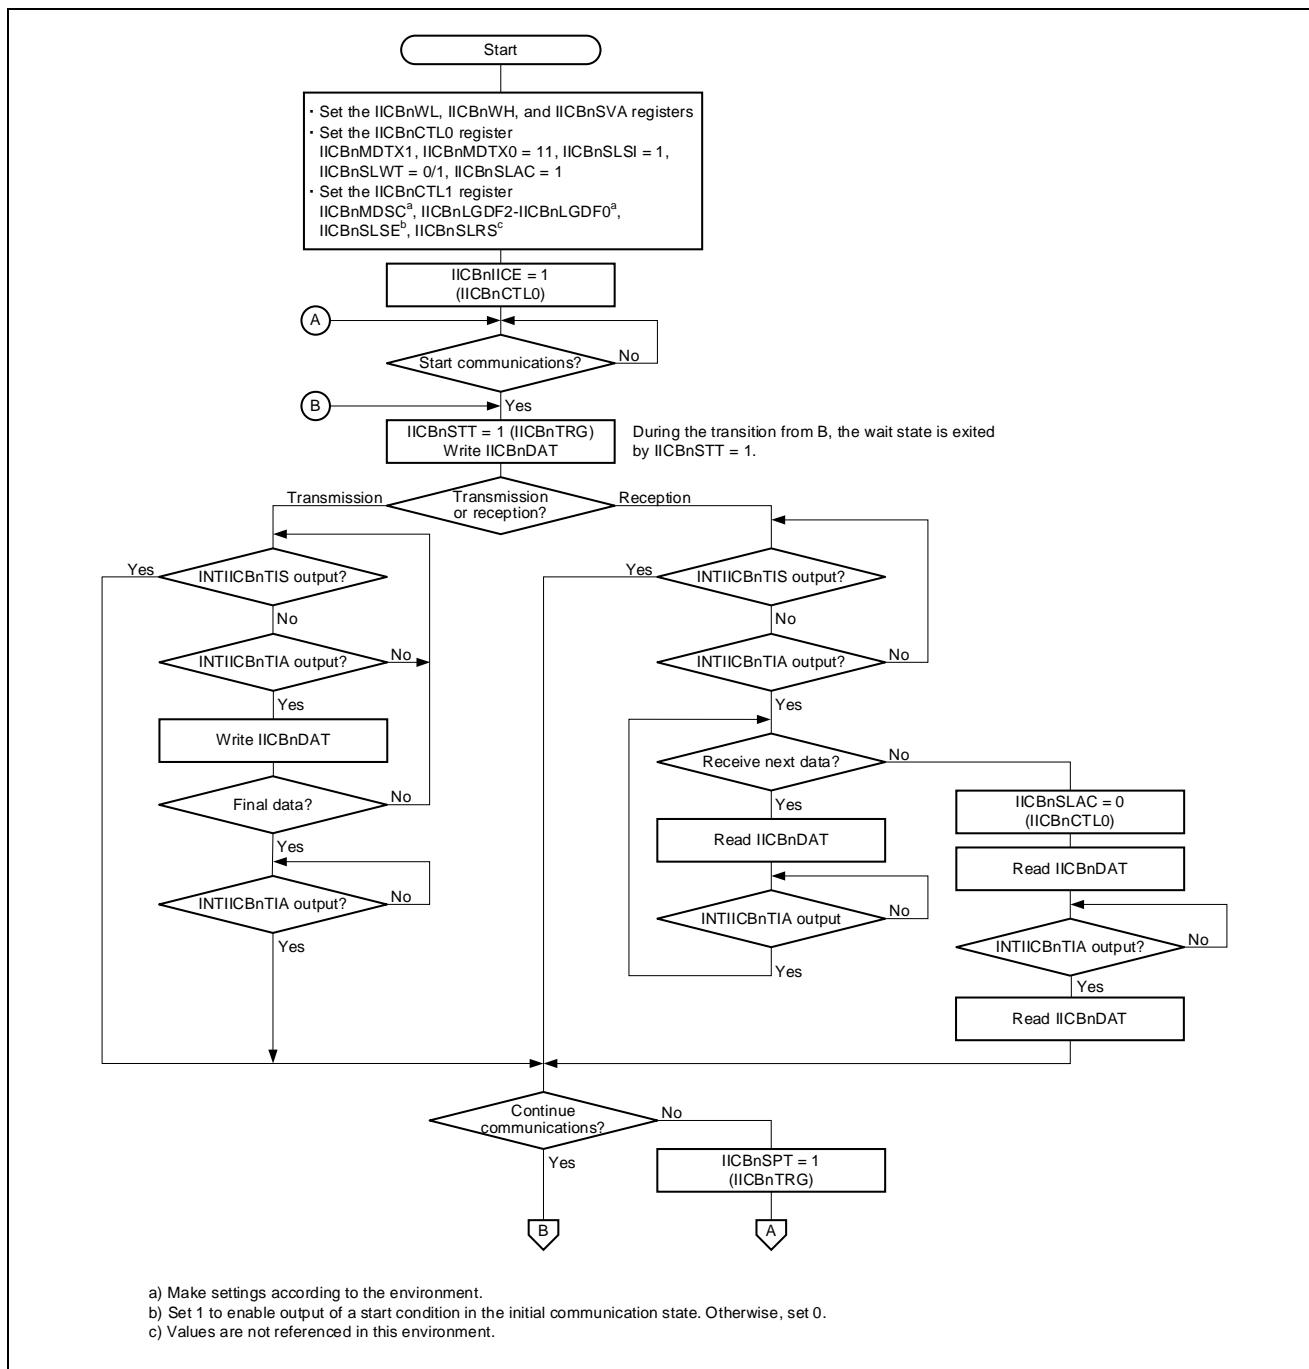 Start
・Set the IICBnWL, IICBnWH, and IICBnSVA registers
・Set the IICBnCTL0 register
IICBnMDTX1, IICBnMDTX0 = 11, IICBnSLSI = 1,
IICBnSLWT = 0/1, IICBnSLAC = 1
・Set the IICBnCTL1 register
IICBnMDSCa, IICBnLGDF2-IICBnLGDF0a,
IICBnSLSEb, IICBnSLRSc
IICBnIICE = 1
(IICBnCTL0)
A
Start communications?
No
B
Yes
IICBnSTT = 1 (IICBnTRG)
Write IICBnDAT
During the transition from B, the wait state is exited
by IICBnSTT = 1.
Transmission
Transmission
or reception?
Reception
Yes
INTIICBnTIS output?
No
INTIICBnTIA output?
No
Yes
Write IICBnDAT
Final data?
No
Yes
INTIICBnTIA output?
No
Yes
Yes
INTIICBnTIS output?
No
INTIICBnTIA output?
No
Yes
Receive next data?
No
Yes
Read IICBnDAT
INTIICBnTIA output
No
Yes
IICBnSLAC = 0
(IICBnCTL0)
Read IICBnDAT
INTIICBnTIA output?
No
Yes
Read IICBnDAT
Continue
communications?
No
Yes
IICBnSPT = 1
(IICBnTRG)
B
A
a) Make settings according to the environment.
b) Set 1 to enable output of a start condition in the initial communication state. Otherwise, set 0.
c) Values are not referenced in this environment.